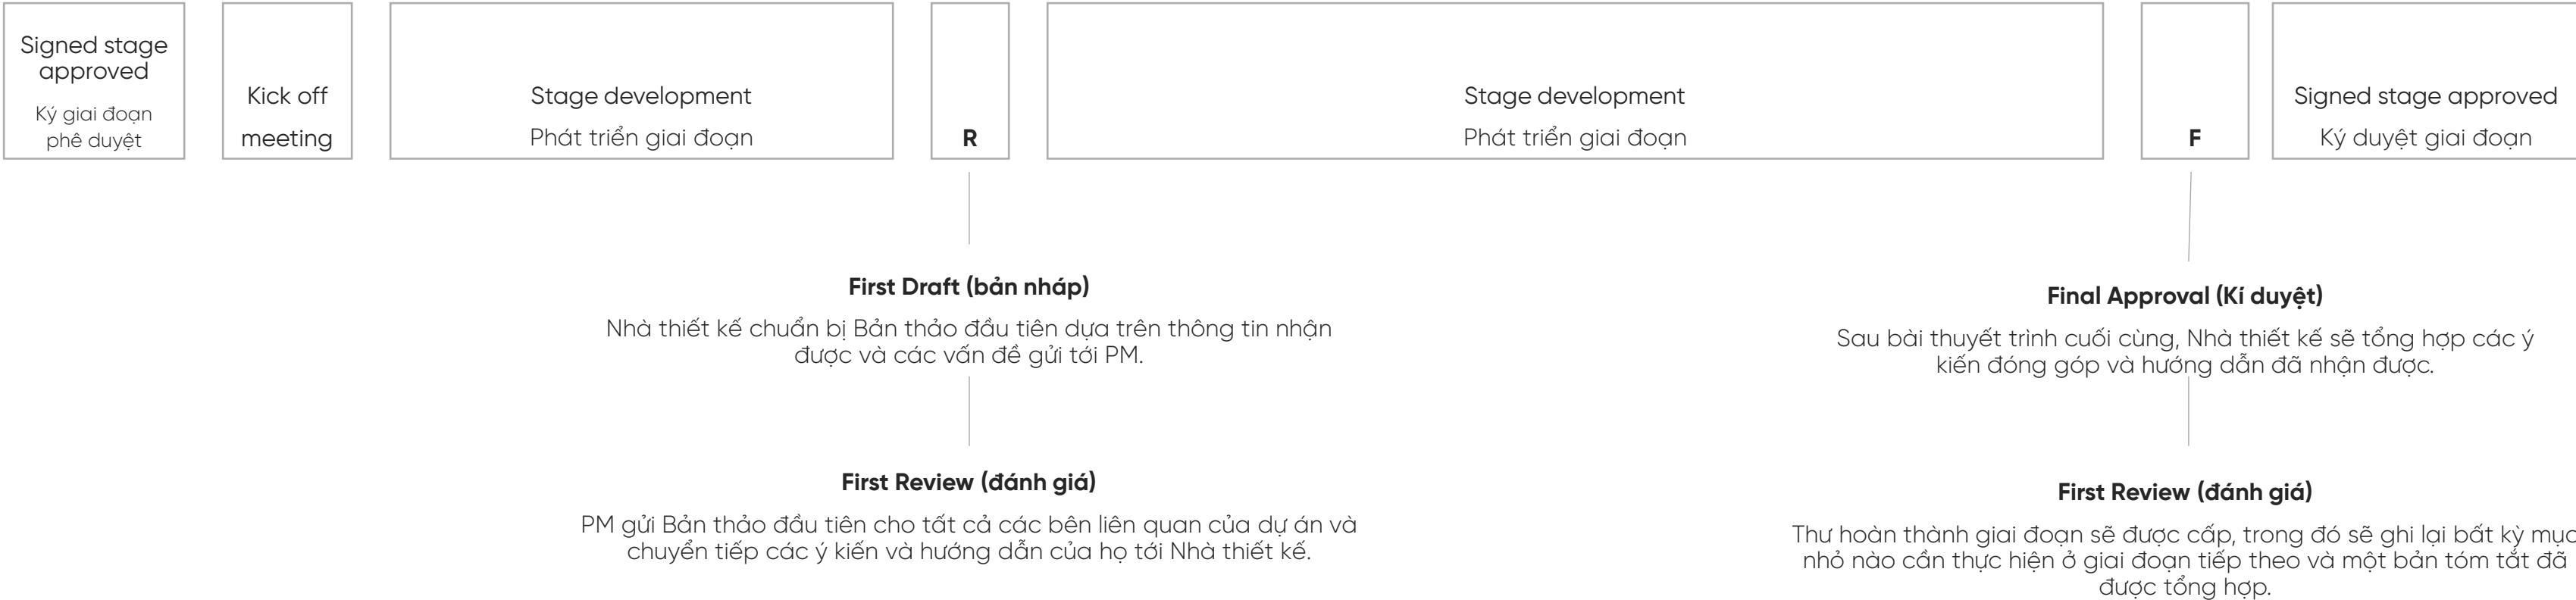 Signed stage
approved
Ký giai đoạn
phê duyệt
Kick off
meeting
Stage development
Phát triển giai đoạn
R
Stage development
Phát triển giai đoạn
F
Signed stage approved
Ký duyệt giai đoạn
First Draft (bản nháp)
Nhà thiết kế chuẩn bị Bản thảo đầu tiên dựa trên thông tin nhận
được và các vấn đề gửi tới PM.
First Review (đánh giá)
PM gửi Bản thảo đầu tiên cho tất cả các bên liên quan của dự án và
chuyển tiếp các ý kiến và hướng dẫn của họ tới Nhà thiết kế.
Final Approval (Kí duyệt)
Sau bài thuyết trình cuối cùng, Nhà thiết kế sẽ tổng hợp các ý
kiến đóng góp và hướng dẫn đã nhận được.
First Review (đánh giá)
Thư hoàn thành giai đoạn sẽ được cấp, trong đó sẽ ghi lại bất kỳ mục
nhỏ nào cần thực hiện ở giai đoạn tiếp theo và một bản tóm tắt đã
được tổng hợp.